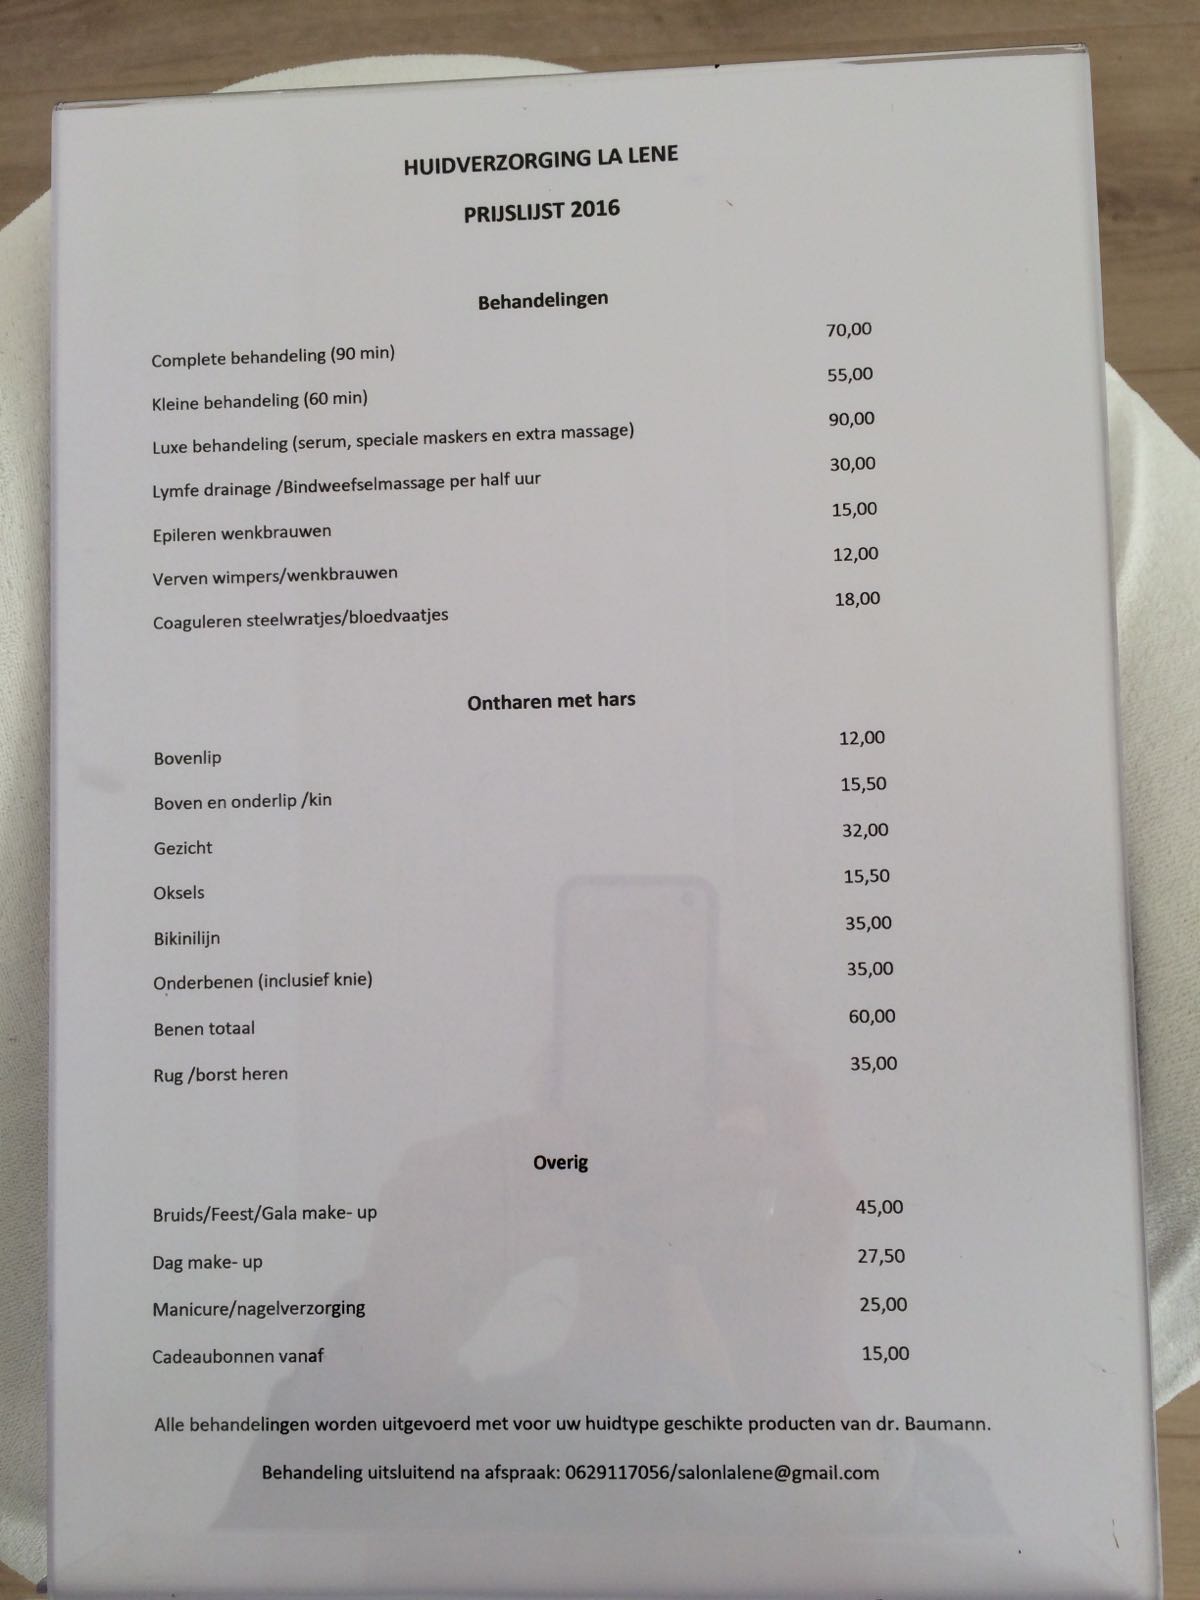 HUIDVERZORGING LA LENE
PRIJSLIJST 2016
Behandelingen
Complete behandeling (90 min) 70,00
Kleine behandeling (60 min) 55,00
Luxe behandeling (serum, speciale maskers en extra massage) 90,00
Lymfe drainage /Bindweefselmassage per half uur 30,00
Epileren wenkbrauwen 15,00
Verven wimpers/wenkbrauwen 12,00
Coaguleren steelwratjes/bloedvaatjes 18,00
Ontharen met hars
Bovenlip 12,00
Boven en onderlip /kin 15,50
Gezicht 32,00
Oksels 15,50
Bikinilijn 35,00
Onderbenen (inclusief knie) 35,00
Benen totaal 60,00
Rug /borst heren 35,00
Overig
Bruids/Feest/Gala make- up 45,00
Dag make- up 27,50
Manicure/nagelverzorging 25,00
Cadeaubonnen vanaf 15,00
Alle behandelingen worden uitgevoerd met voor uw huidtype geschikte producten van dr. Baumann.
Behandeling uitsluitend na afspraak: 0629117056/salonlalene@gmail.com